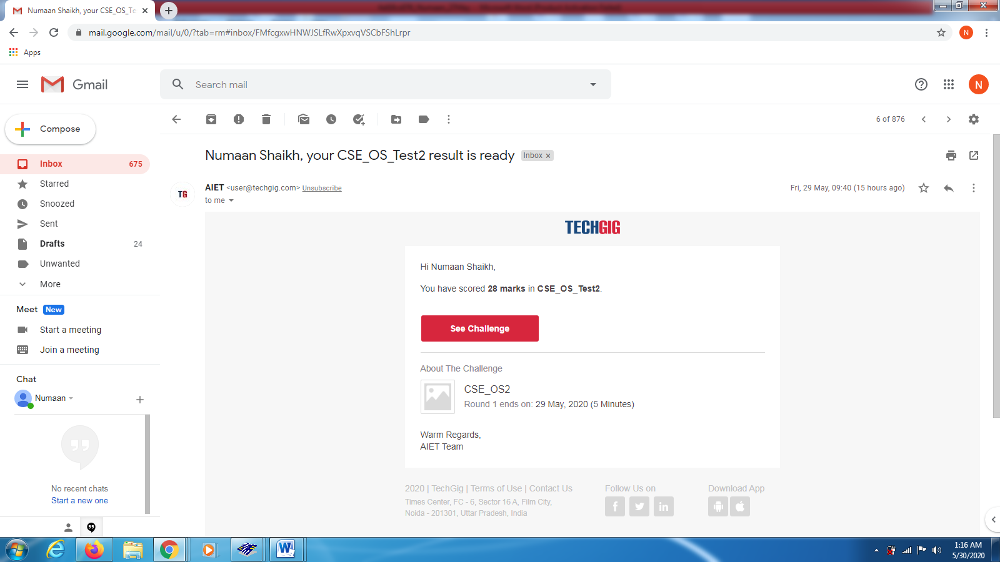 Numaan Shaikh, your CSE_OS_Te
mail.google.com/mail/u/0/?tab=rm#inbox/FMfcgxwHNWJSLfRwXpxvqVSCbFShLrpr
N
Apps
Gmail
Search mail
N
Compose
6 of 876
Numaan Shaikh, your CSE_OS_Test2 result is ready
Inbox
Inbox 675
Starred
Snoozed
Sent
Drafts 24
Unwanted
More
Meet New
Start a meeting
Join a meeting
Chat
Numaan
No recent chats
Start a new one
TG
AIET <user@techgig.com> Unsubscribe
to me
Fri, 29 May, 09:40 (15 hours ago)
TECHGIG
Hi Numaan Shaikh,
You have scored 28 marks in CSE_OS_Test2.
See Challenge
About The Challenge
CSE_OS2
Round 1 ends on: 29 May, 2020 (5 Minutes)
Warm Regards,
AIET Team
2020 | TechGig | Terms of Use | Contact Us
Times Center, FC - 6, Sector 16 A, Film City,
Noida - 201301, Uttar Pradesh, India
Follow Us on
Download App
1:16 AM
5/30/2020